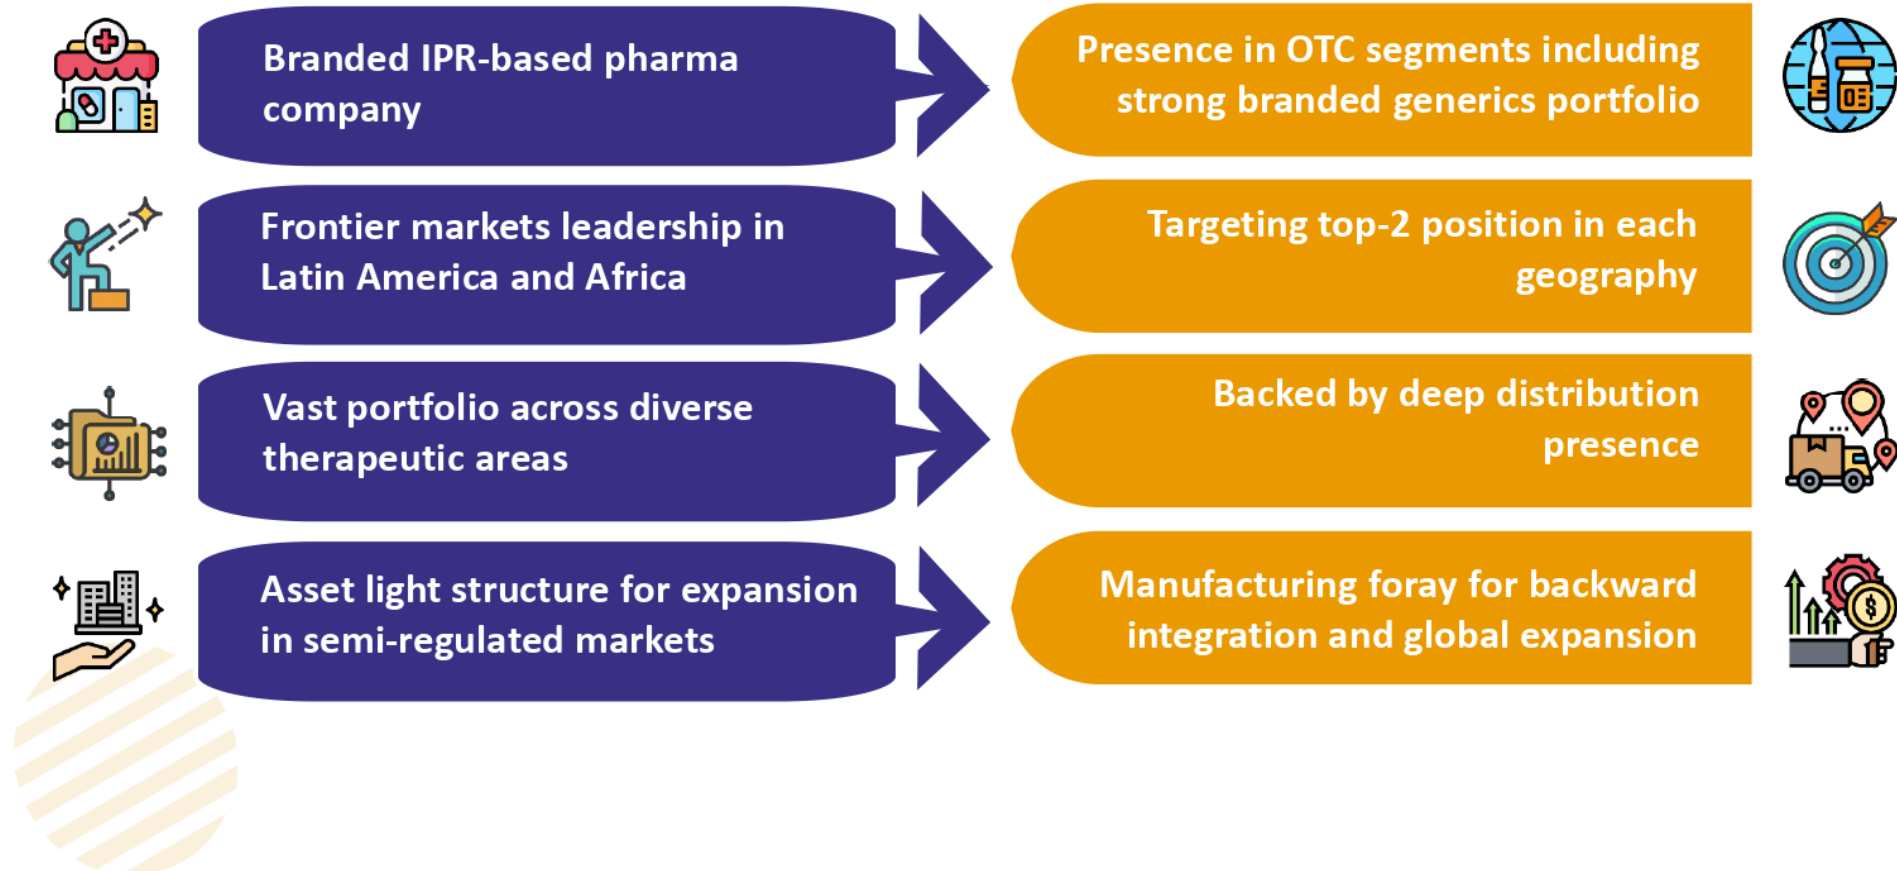 Branded IPR-based pharma
company
Presence in OTC segments including
strong branded generics portfolio
Frontier markets leadership in
Latin America and Africa
Targeting top-2 position in each
geography
Vast portfolio across diverse
therapeutic areas
Backed by deep distribution
presence
Asset light structure for expansion
in semi-regulated markets
Manufacturing foray for backward
integration and global expansion